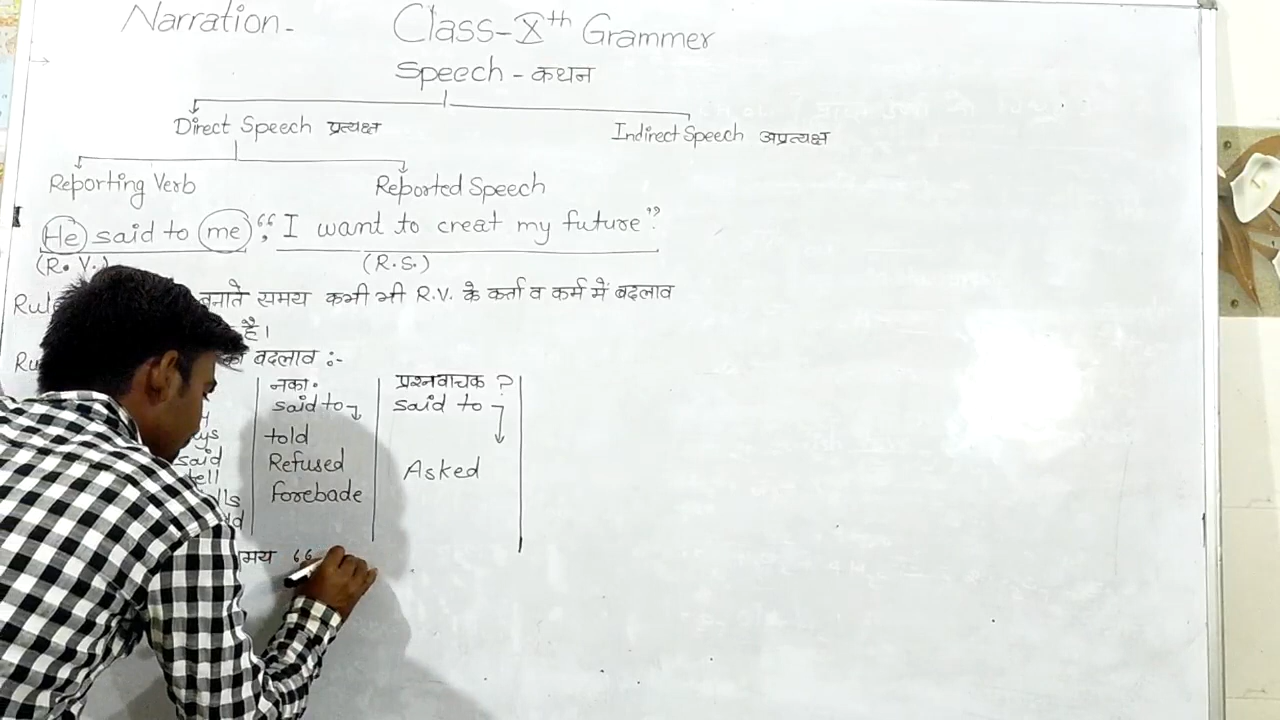 Narration- Class-Xth Grammer
Speech - कथन
Direct Speech प्रत्यक्ष Indirect Speech अप्रत्यक्ष
Reporting Verb Reported Speech
He said to me, “I want to creat my future”.
(R.V.) (R.S.)
बनाते समय कभी भी R.V. के कर्ता व कर्म में बदलाव
है।
बदलाव :-
नका. प्रश्नवाचक ?
said to said to
told
said Refused Asked
tell
forebade
“